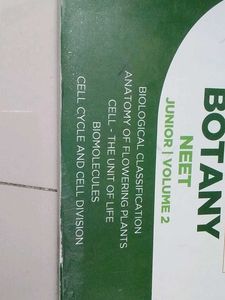 BOTANY
NEET
JUNIOR | VOLUME 2
BIOLOGICAL CLASSIFICATION
ANATOMY OF FLOWERING PLANTS
CELL - THE UNIT OF LIFE
BIOMOLECULES
CELL CYCLE AND CELL DIVISION